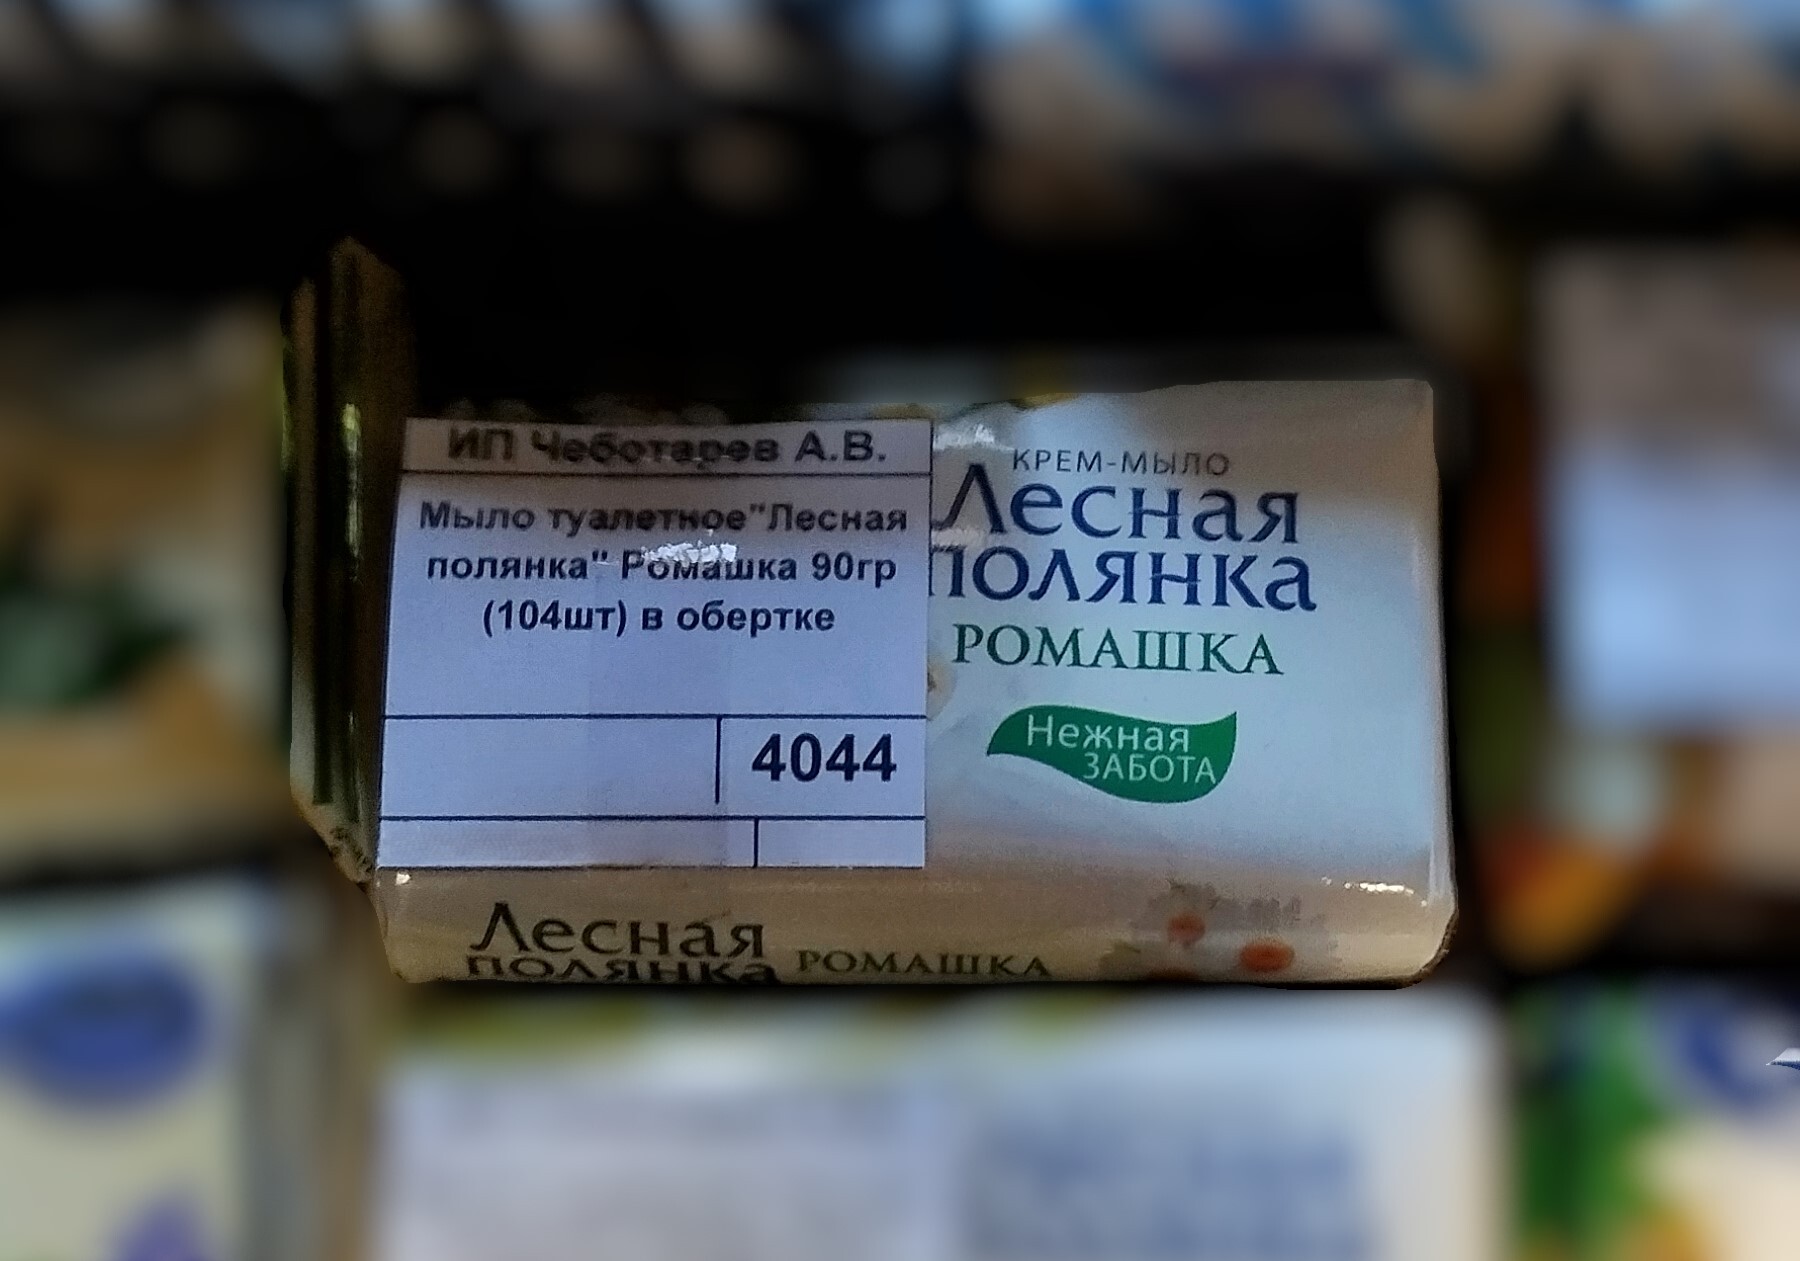 ИП Чеботарев А.В.
Мыло туалетное"Лесная
полянка" Ромашка 90гр
(104шт) в обертке
4044
КРЕМ-МЫЛО
Лесная
полянка
РОМАШКА
Нежная
ЗАБОТА
Лесная
полянка РОМАШКА